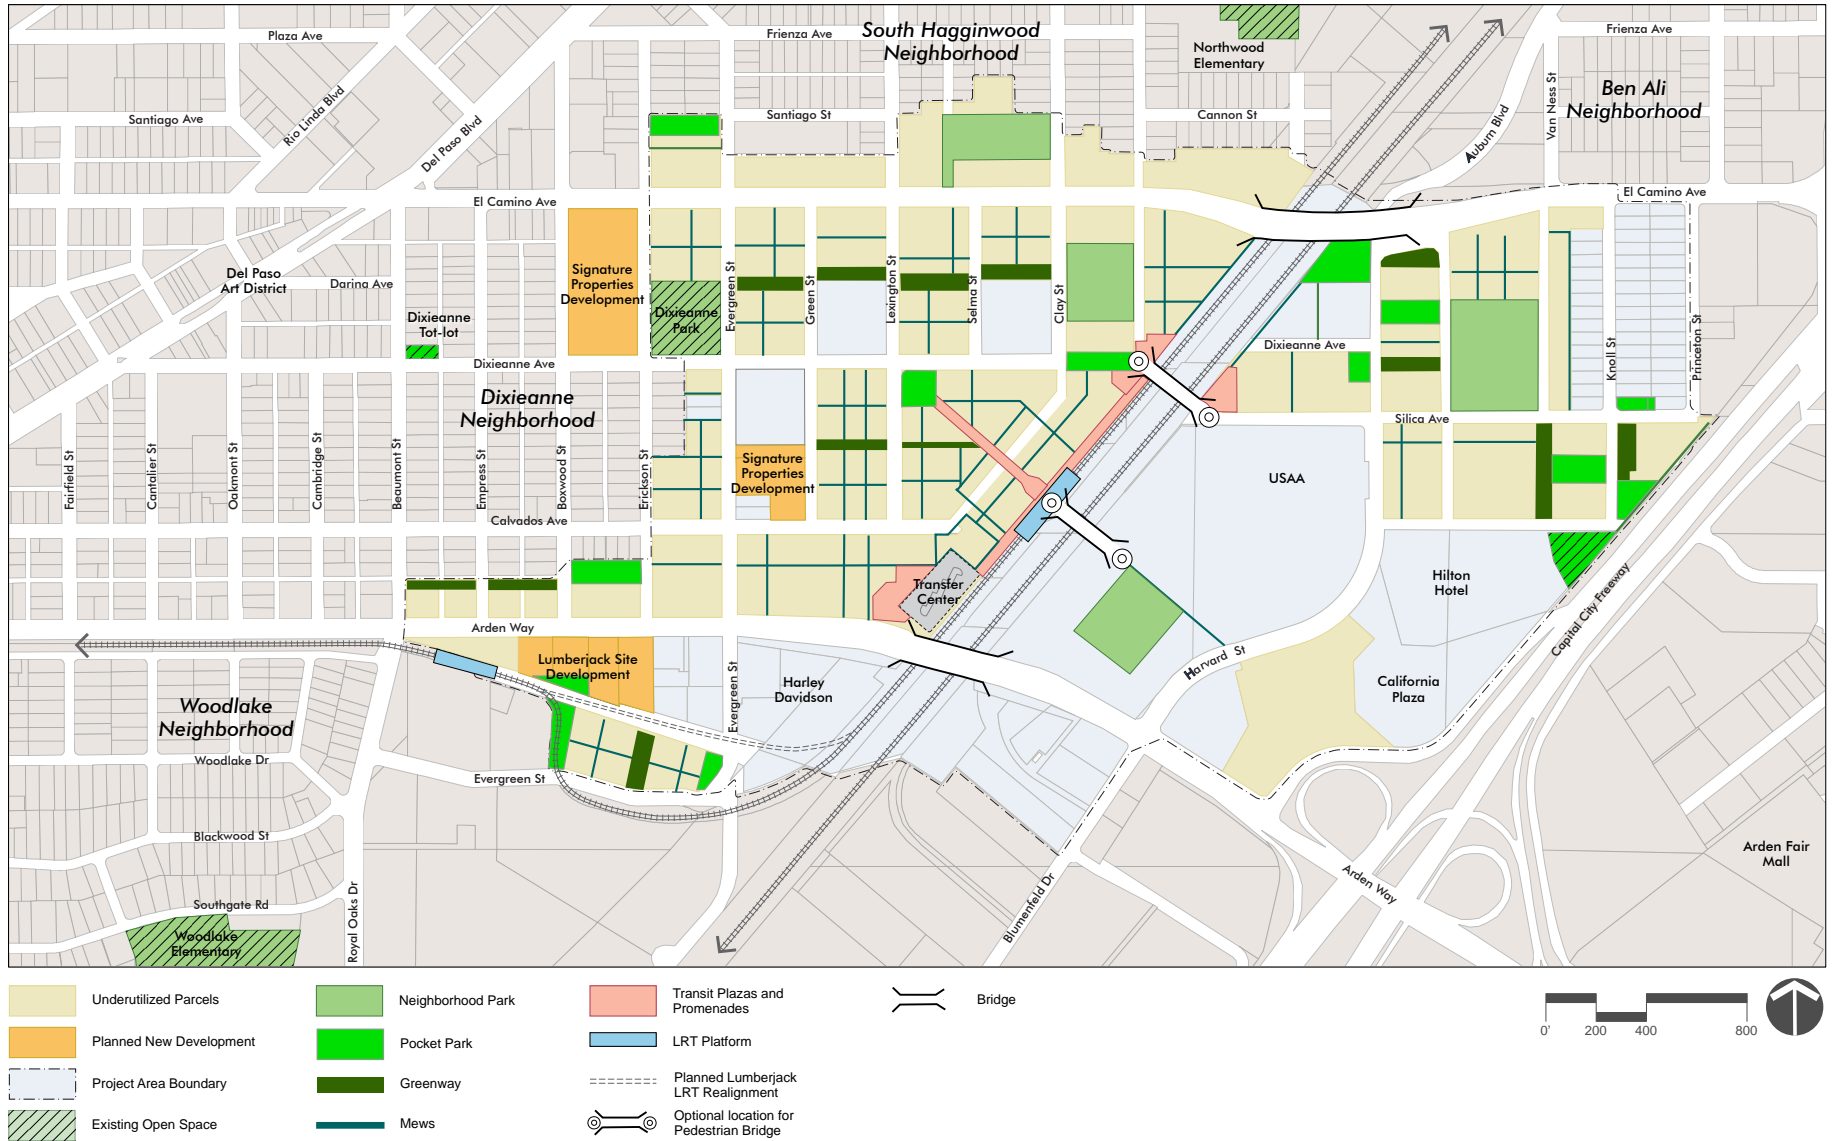 Plaza Ave
Frienza Ave
South Hagginwood
Neighborhood
Northwood
Elementary
Frienza Ave
Ben Ali
Neighborhood
Santiago Ave
Rio Linda Blvd
Del Paso Blvd
Santiago St
Cannon St
Auburn Blvd
Van Ness St
El Camino Ave
El Camino Ave
Del Paso
Art District
Darina Ave
Signature
Properties
Development
Dixieanne
Tot-lot
Dixieanne
Park
Evergreen St
Green St
Lexington St
Selma St
Clay St
Dixieanne Ave
Dixieanne Ave
Knoll St
Princeton St
Dixieanne
Neighborhood
Silica Ave
Fairfield St
Cantalier St
Oakmont St
Cambridge St
Beaumont St
Empress St
Boxwood St
Erickson St
Signature
Properties
Development
USAA
Calvados Ave
Transfer
Center
Hilton
Hotel
Capital City Freeway
Arden Way
Lumberjack Site
Development
Evergreen St
Harley
Davidson
Harvard St
California
Plaza
Woodlake
Neighborhood
Woodlake Dr
Evergreen St
Blackwood St
Arden Fair
Mall
Arden Way
Southgate Rd
Royal Oaks Dr
Blumenfeld Dr
Woodlake
Elementary
Underutilized Parcels
Planned New Development
Project Area Boundary
Existing Open Space
Neighborhood Park
Pocket Park
Greenway
Mews
Transit Plazas and
Promenades
LRT Platform
Planned Lumberjack
LRT Realignment
Optional location for
Pedestrian Bridge
Bridge
0' 200 400 800